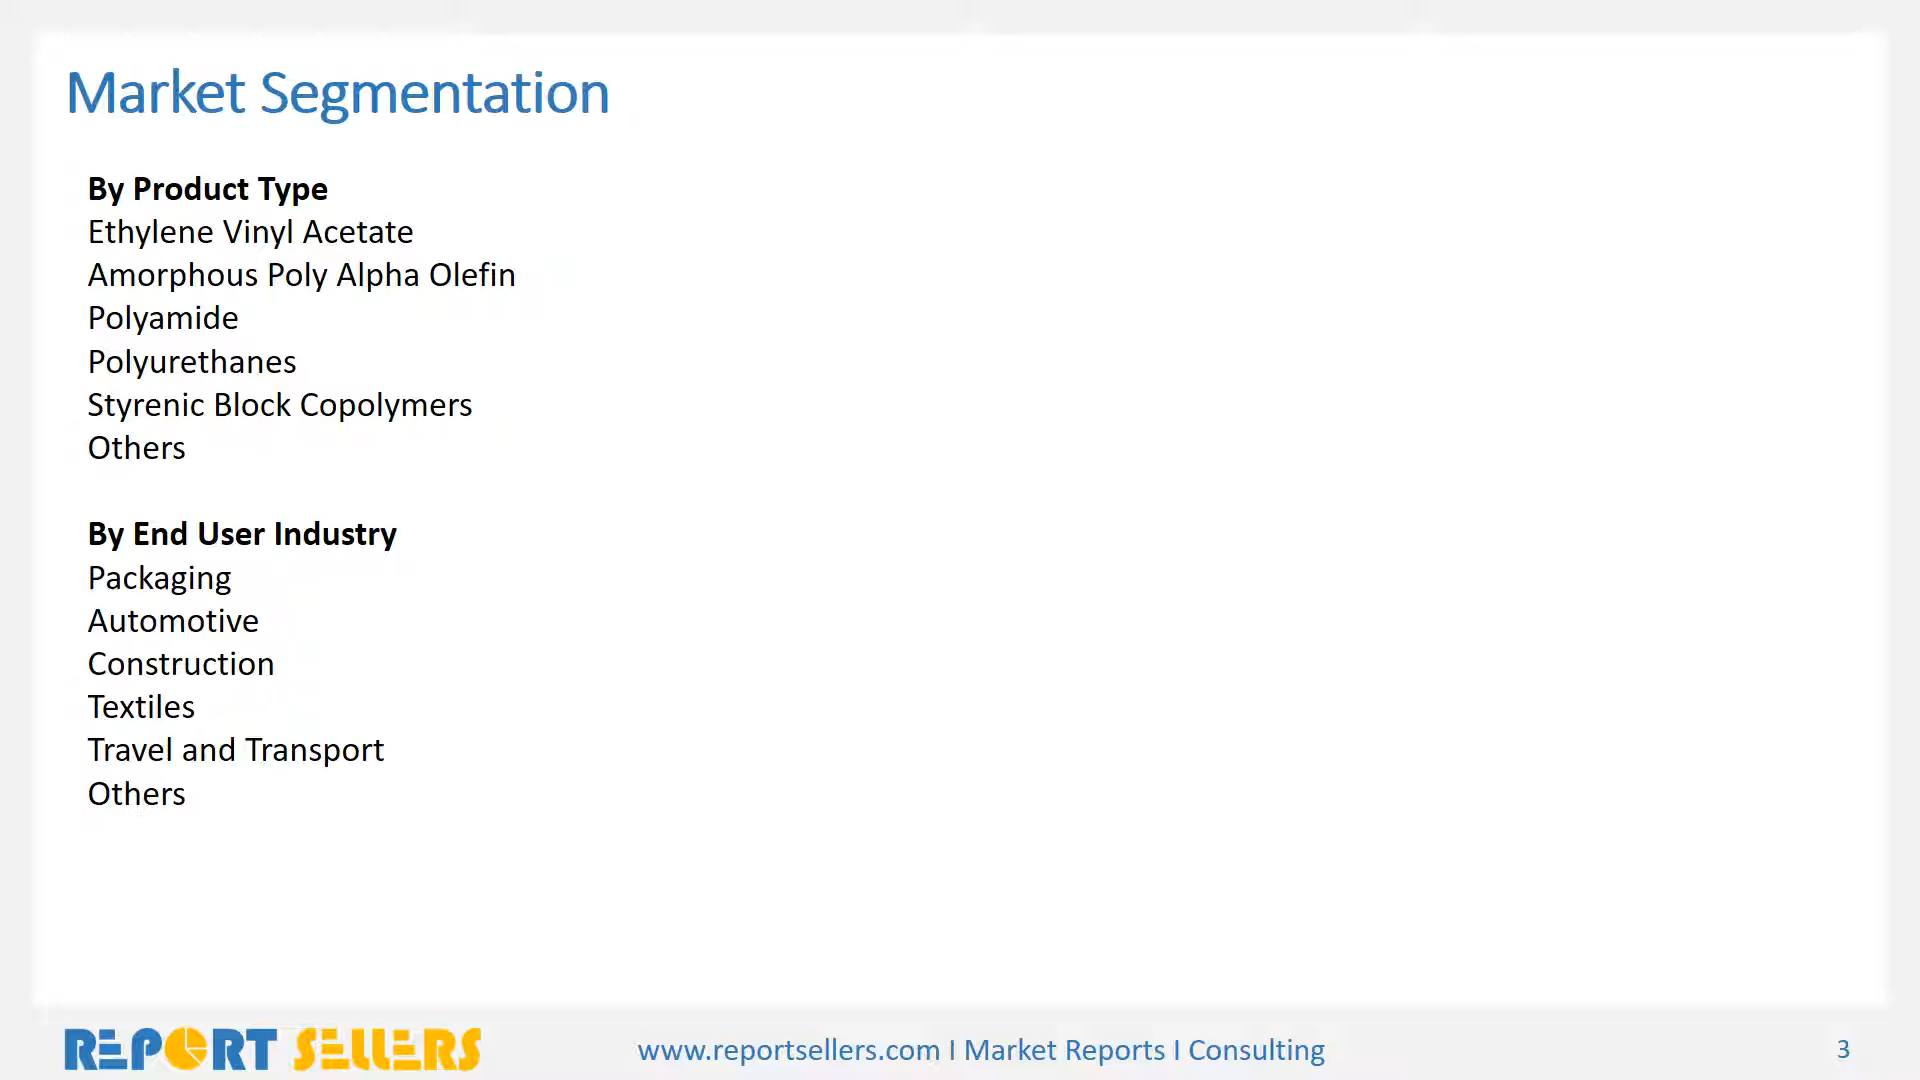 Market Segmentation
By Product Type
Ethylene Vinyl Acetate
Amorphous Poly Alpha Olefin
Polyamide
Polyurethanes
Styrenic Block Copolymers
Others
By End User Industry
Packaging
Automotive
Construction
Textiles
Travel and Transport
Others
REPORT SELLERS
www.reportsellers.com I Market Reports I Consulting
3